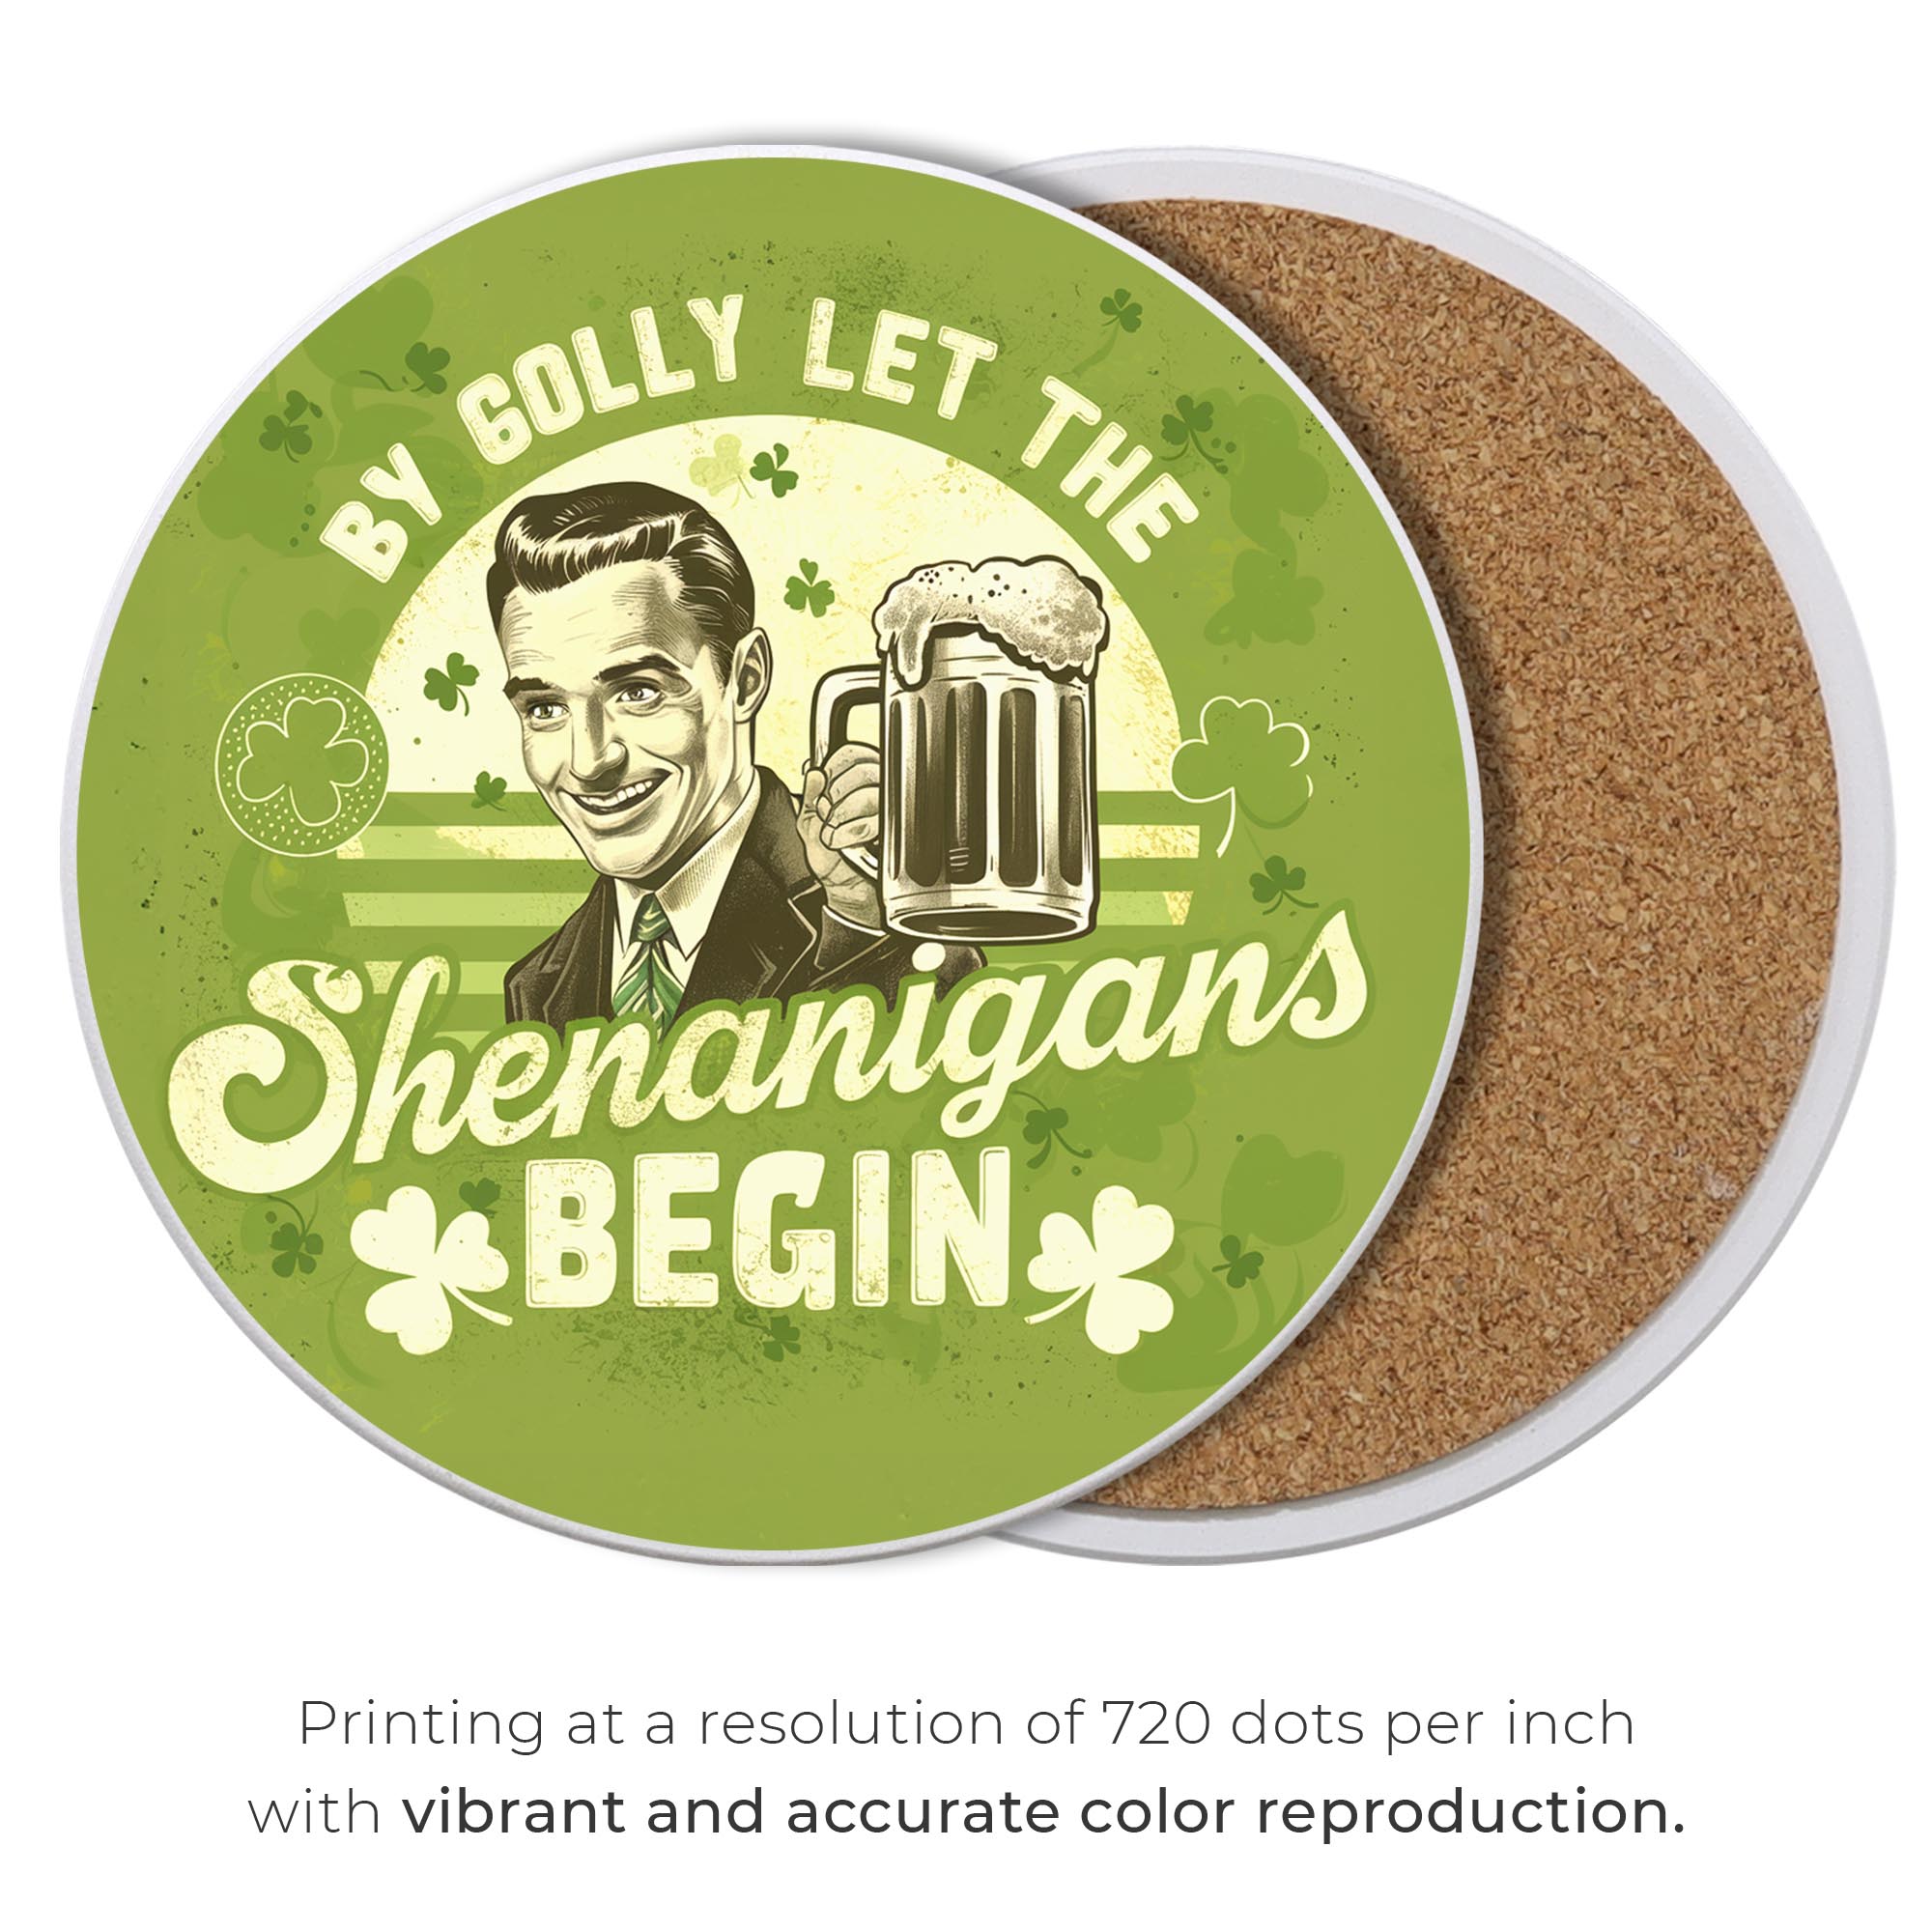 BY GOLLY LET THE
Shenanigans
BEGIN
Printing at a resolution of 720 dots per inch
with vibrant and accurate color reproduction.